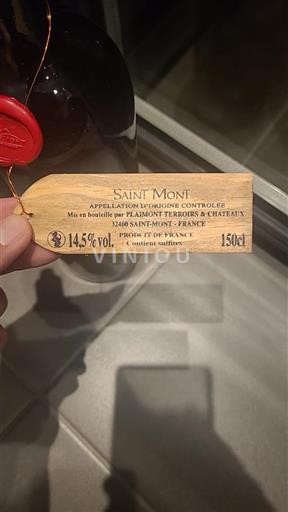 SAINT MONT
APPELLATION D'ORIGINE CONTROLÉE
Mis en bouteille par PLAIMONT TERROIRS & CHATEAUX
32400 SAINT-MONT - FRANCE
14,5% vol. PRODUIT DE FRANCE 150cl
Contient sulfites
VINIOU